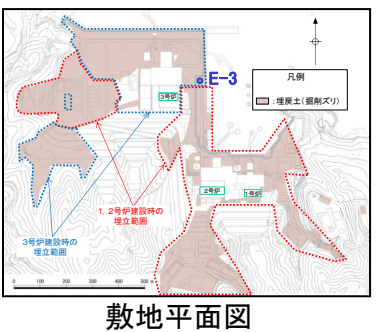 E-3
凡例
:埋戻土(掘削ズリ)
3号炉
2号炉
1号炉
1, 2号炉建設時の
埋立範囲
3号炉建設時の
埋立範囲
0 100 200 300 400 500 m
敷地平面図